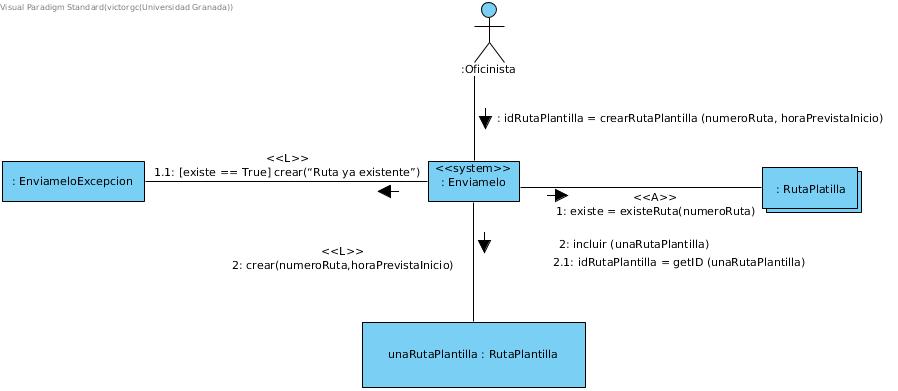 Visual Paradigm Standard(victorgc(Universidad Granada))
:Oficinista
: idRutaPlantilla = crearRutaPlantilla (numeroRuta, horaPrevistaInicio)
<<L>>
1.1: [existe == True] crear(“Ruta ya existente”)
: EnviameloExcepcion
<<system>>
: Enviamelo
: RutaPlatilla
<<A>>
1: existe = existeRuta(numeroRuta)
2: incluir (unaRutaPlantilla)
2.1: idRutaPlantilla = getID (unaRutaPlantilla)
<<L>>
2: crear(numeroRuta,horaPrevistaInicio)
unaRutaPlantilla : RutaPlantilla